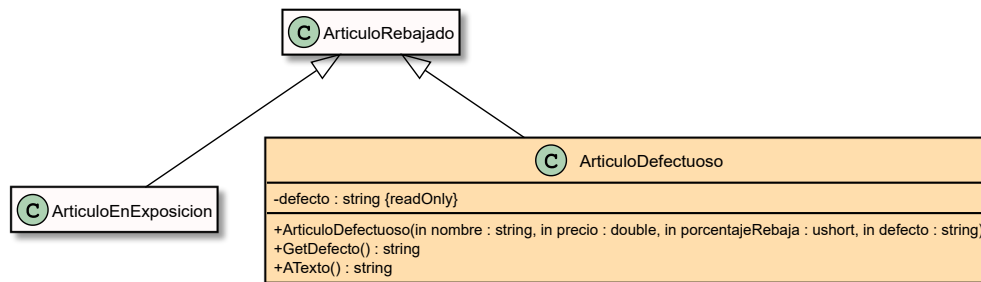 C ArticuloRebajado
C ArticuloEnExposicion
C ArticuloDefectuoso
-defecto : string {readOnly}
+ArticuloDefectuoso(in nombre : string, in precio : double, in porcentajeRebaja : ushort, in defecto : string)
+GetDefecto() : string
+ATexto() : string